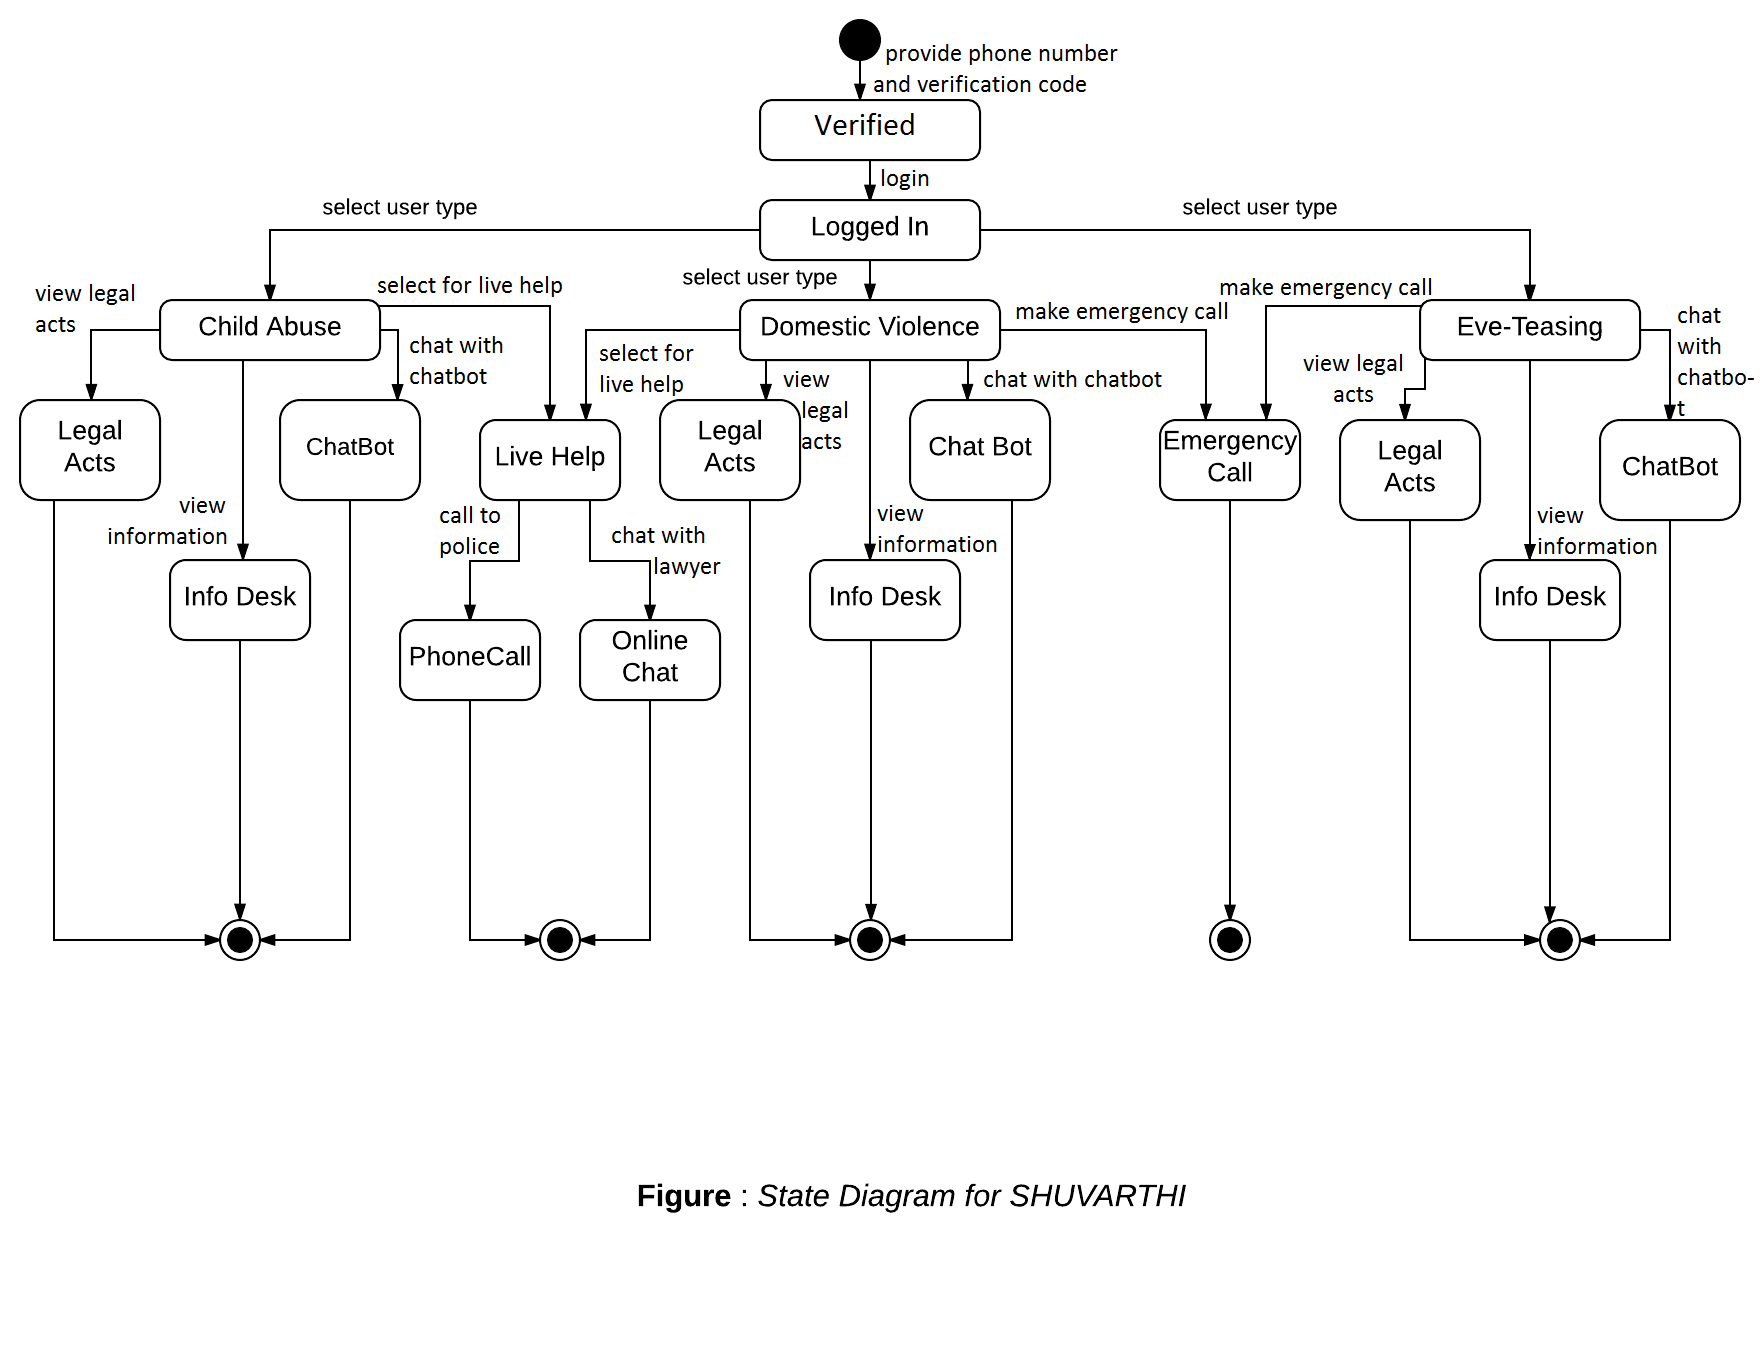 provide phone number
and verification code
Verified
login
Logged In
select user type
select user type
select user type
view legal
acts
Child Abuse
select for live help
chat with
chatbot
Domestic Violence
select for
live help
make emergency call
make emergency call
Eve-Teasing
chat
with
chatbo-
t
view
legal
acts
chat with chatbot
view legal
acts
Legal
Acts
ChatBot
Live Help
Legal
Acts
Chat Bot
Emergency
Call
Legal
Acts
ChatBot
view
information
call to
police
chat with
lawyer
view
information
view
information
Info Desk
PhoneCall
Online
Chat
Info Desk
Info Desk
Figure : State Diagram for SHUVARTHI